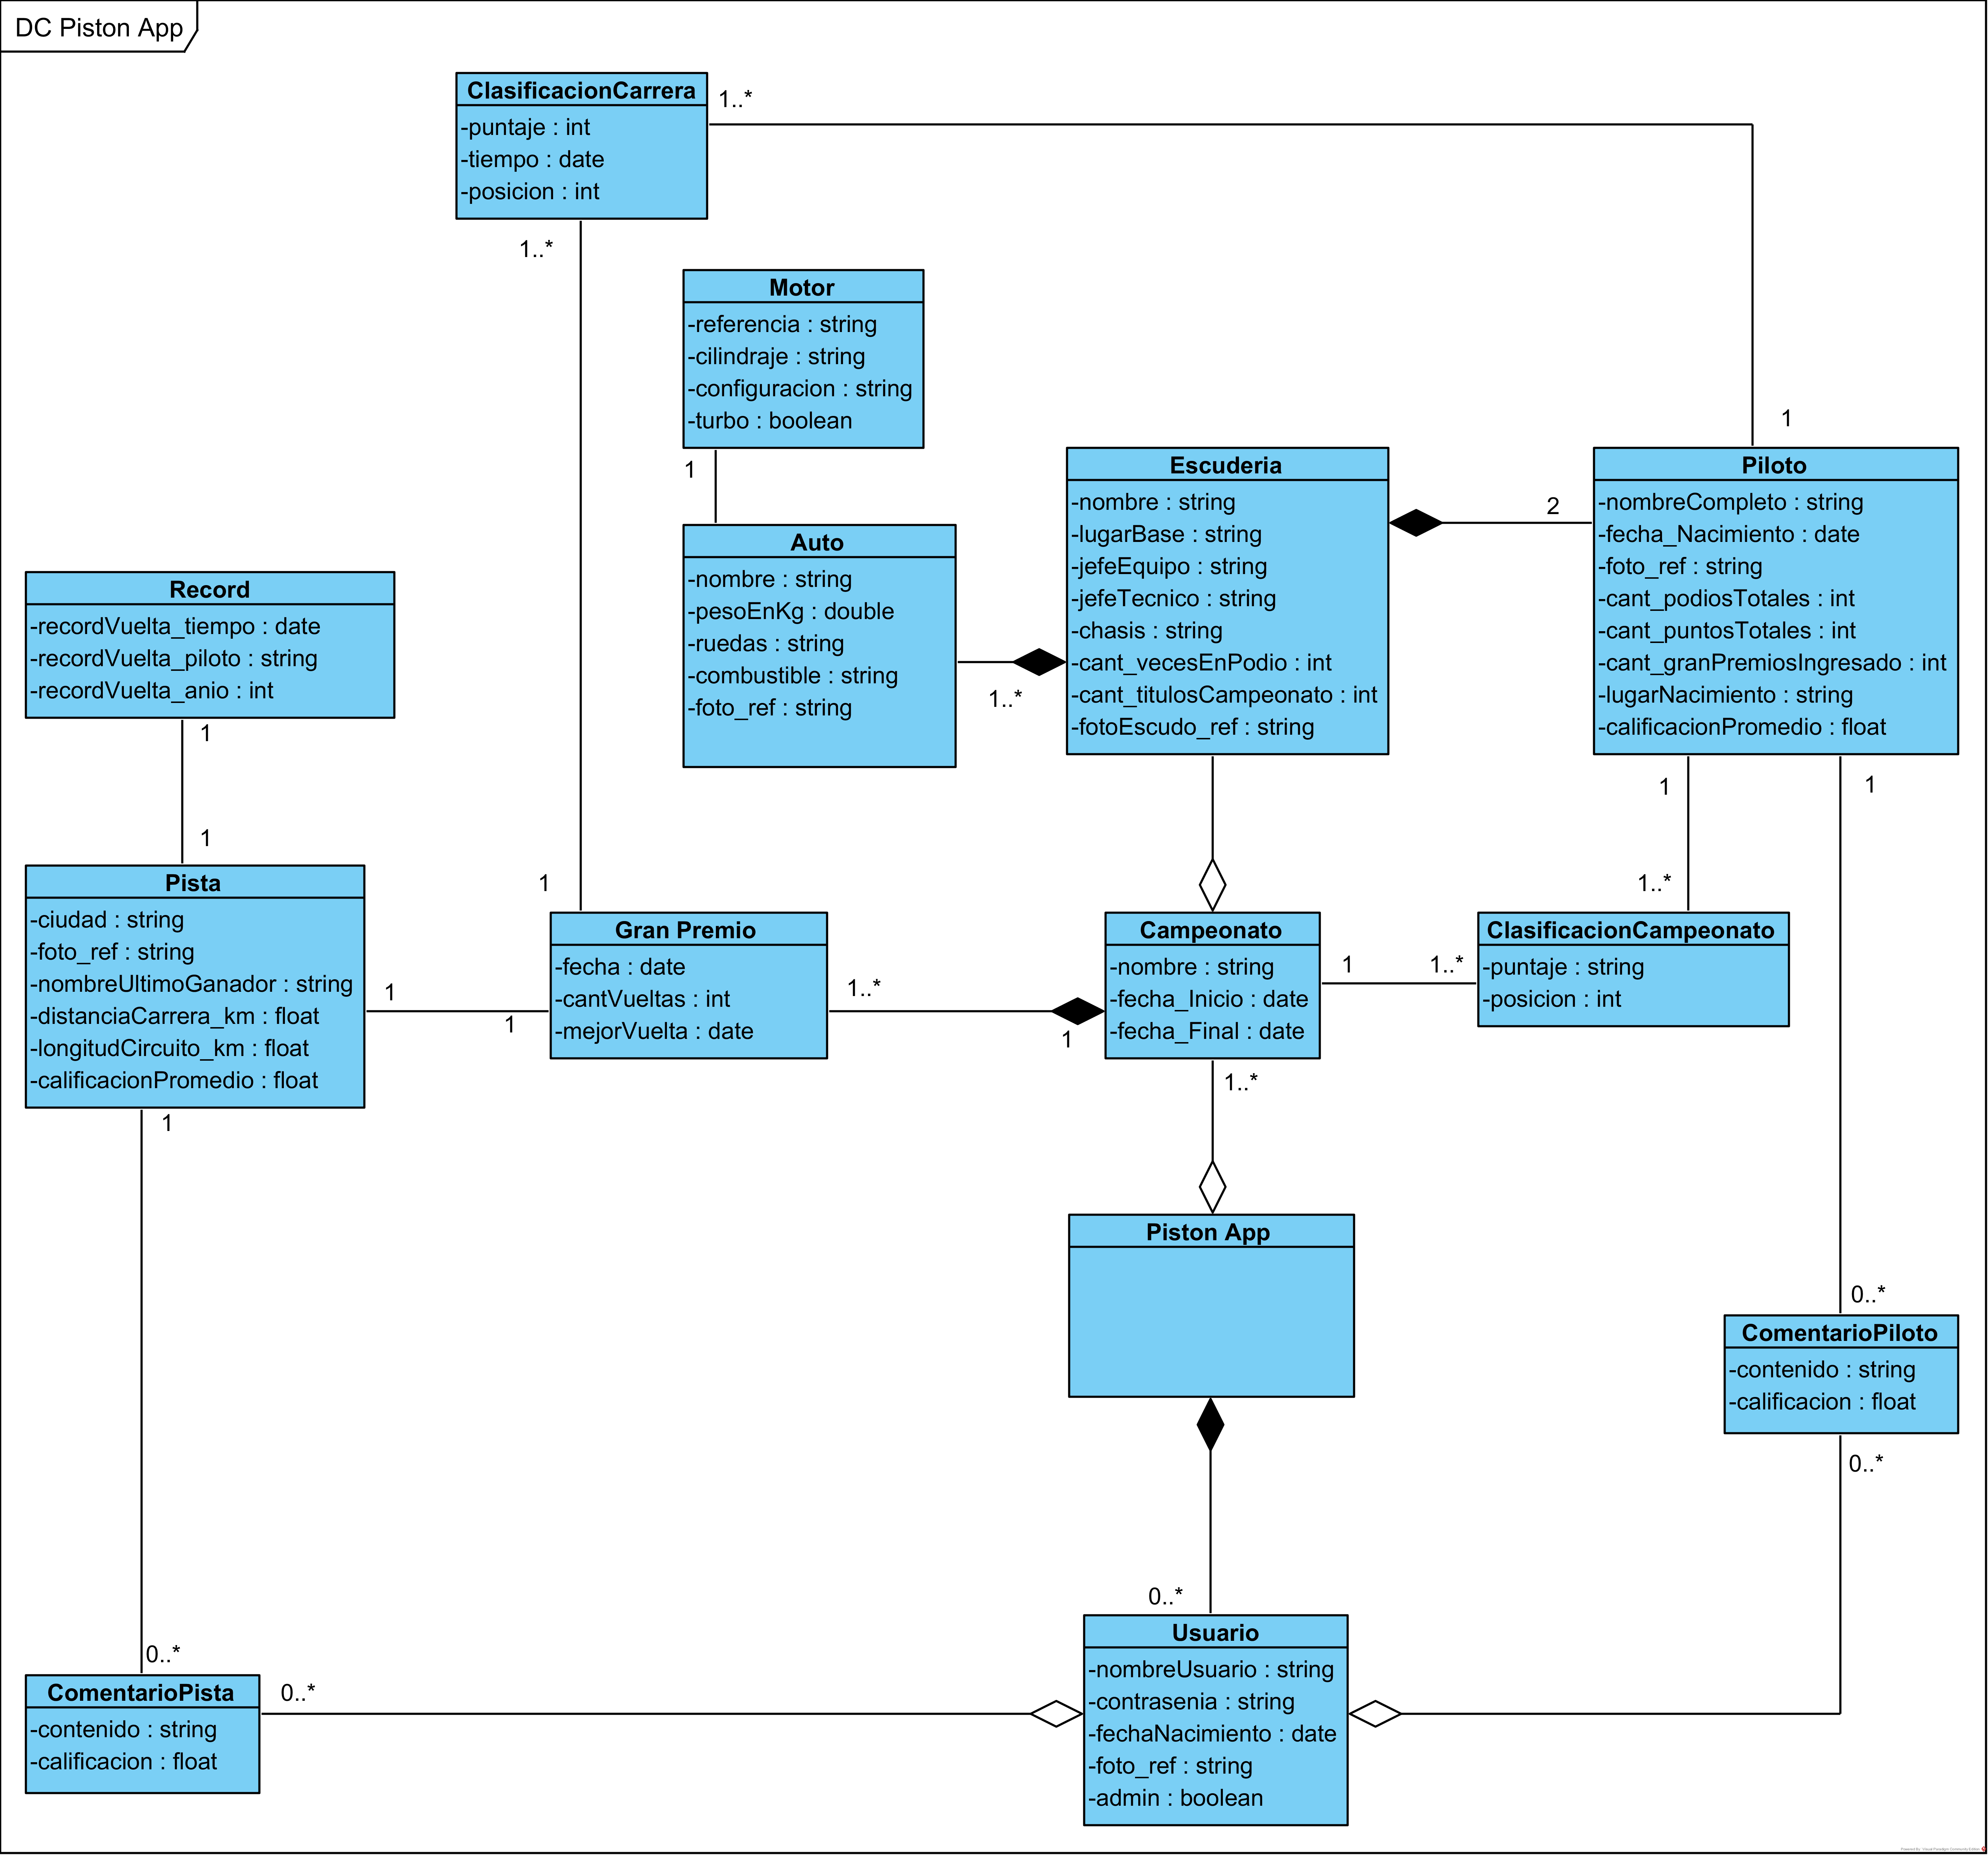 DC Piston App
ClasificacionCarrera
-puntaje : int
-tiempo : date
-posicion : int
1..*
1..*
Motor
-referencia : string
-cilindraje : string
-configuracion : string
-turbo : boolean
1
1
Escuderia
-nombre : string
-lugarBase : string
-jefeEquipo : string
-jefeTecnico : string
-chasis : string
-cant_vecesEnPodio : int
-cant_titulosCampeonato : int
-fotoEscudo_ref : string
2
Piloto
-nombreCompleto : string
-fecha_Nacimiento : date
-foto_ref : string
-cant_podiosTotales : int
-cant_puntosTotales : int
-cant_granPremiosIngresado : int
-lugarNacimiento : string
-calificacionPromedio : float
Auto
-nombre : string
-pesoEnKg : double
-ruedas : string
-combustible : string
-foto_ref : string
1..*
Record
-recordVuelta_tiempo : date
-recordVuelta_piloto : string
-recordVuelta_anio : int
1
1
1
1
1
1..*
Pista
-ciudad : string
-foto_ref : string
-nombreUltimoGanador : string
-distanciaCarrera_km : float
-longitudCircuito_km : float
-calificacionPromedio : float
1
1
Gran Premio
-fecha : date
-cantVueltas : int
-mejorVuelta : date
1..*
1
Campeonato
-nombre : string
-fecha_Inicio : date
-fecha_Final : date
1
1..*
ClasificacionCampeonato
-puntaje : string
-posicion : int
1..*
1
Piston App
0..*
ComentarioPiloto
-contenido : string
-calificacion : float
0..*
0..*
Usuario
-nombreUsuario : string
-contrasenia : string
-fechaNacimiento : date
-foto_ref : string
-admin : boolean
0..*
ComentarioPista
-contenido : string
-calificacion : float
0..*